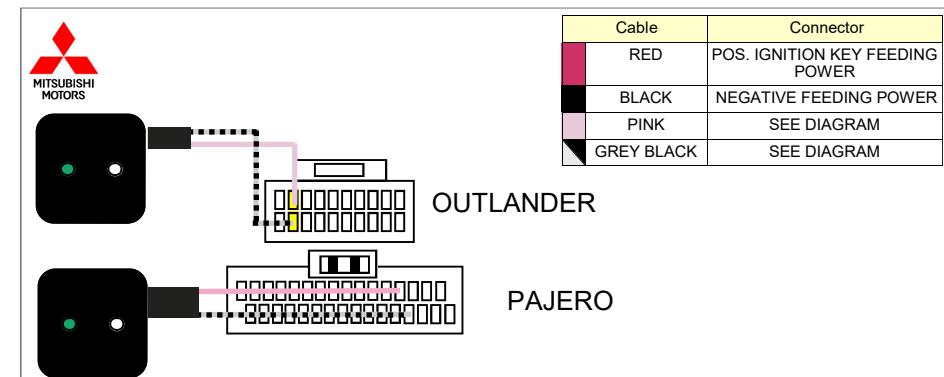 MITSUBISHI
MOTORS
Cable Connector
RED POS. IGNITION KEY FEEDING
POWER
BLACK NEGATIVE FEEDING POWER
PINK SEE DIAGRAM
GREY BLACK SEE DIAGRAM
OUTLANDER
PAJERO